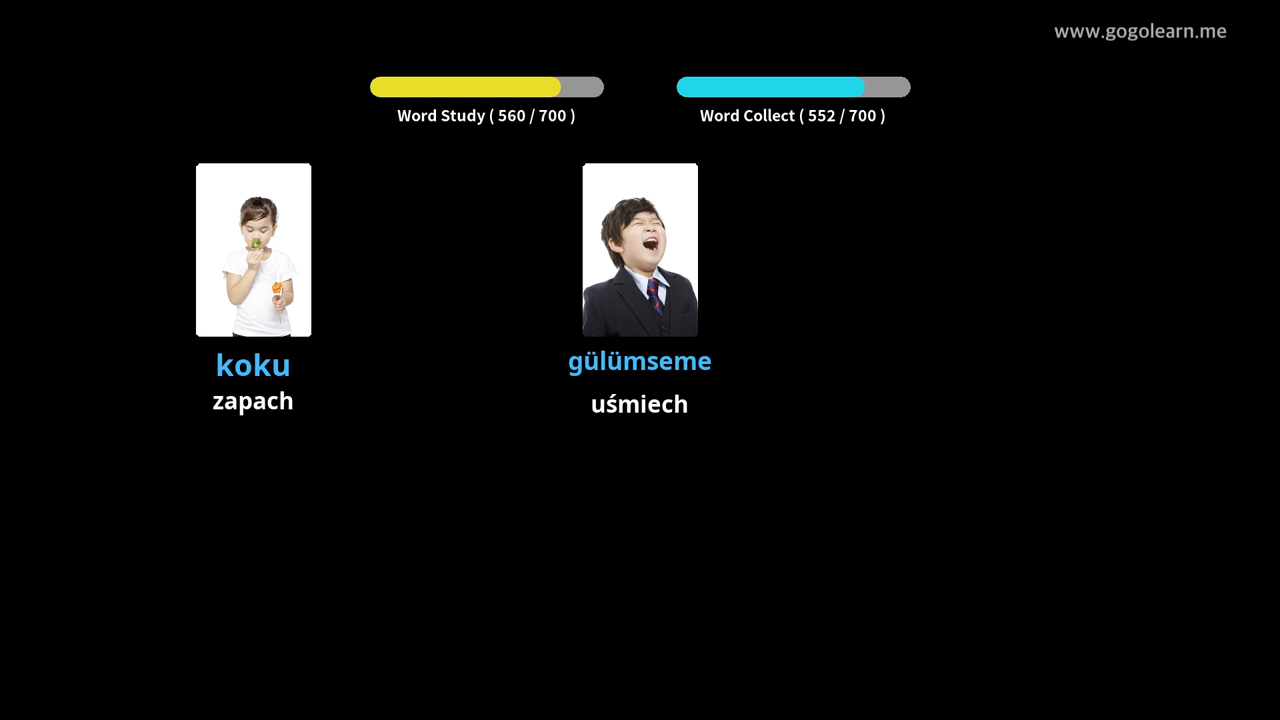 www.gogolearn.me
Word Study ( 560 / 700 )
Word Collect ( 552 / 700 )
koku
zapach
gülümseme
uśmiech